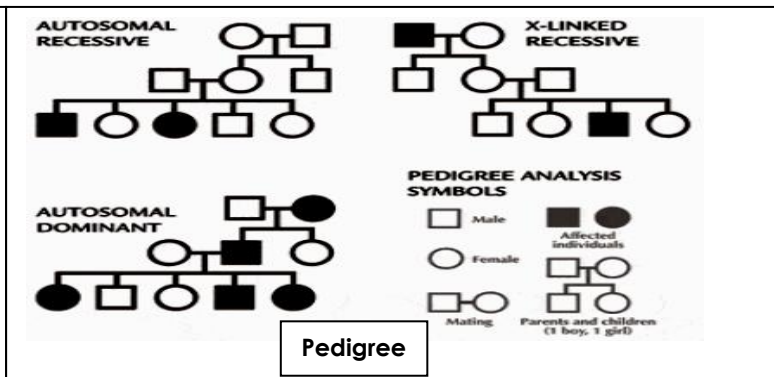 AUTOSOMAL
RECESSIVE
X-LINKED
RECESSIVE
AUTOSOMAL
DOMINANT
PEDIGREE ANALYSIS
SYMBOLS
Male
Affected
individuals
Female
Mating
Parents and children
(1 boy, 1 girl)
Pedigree